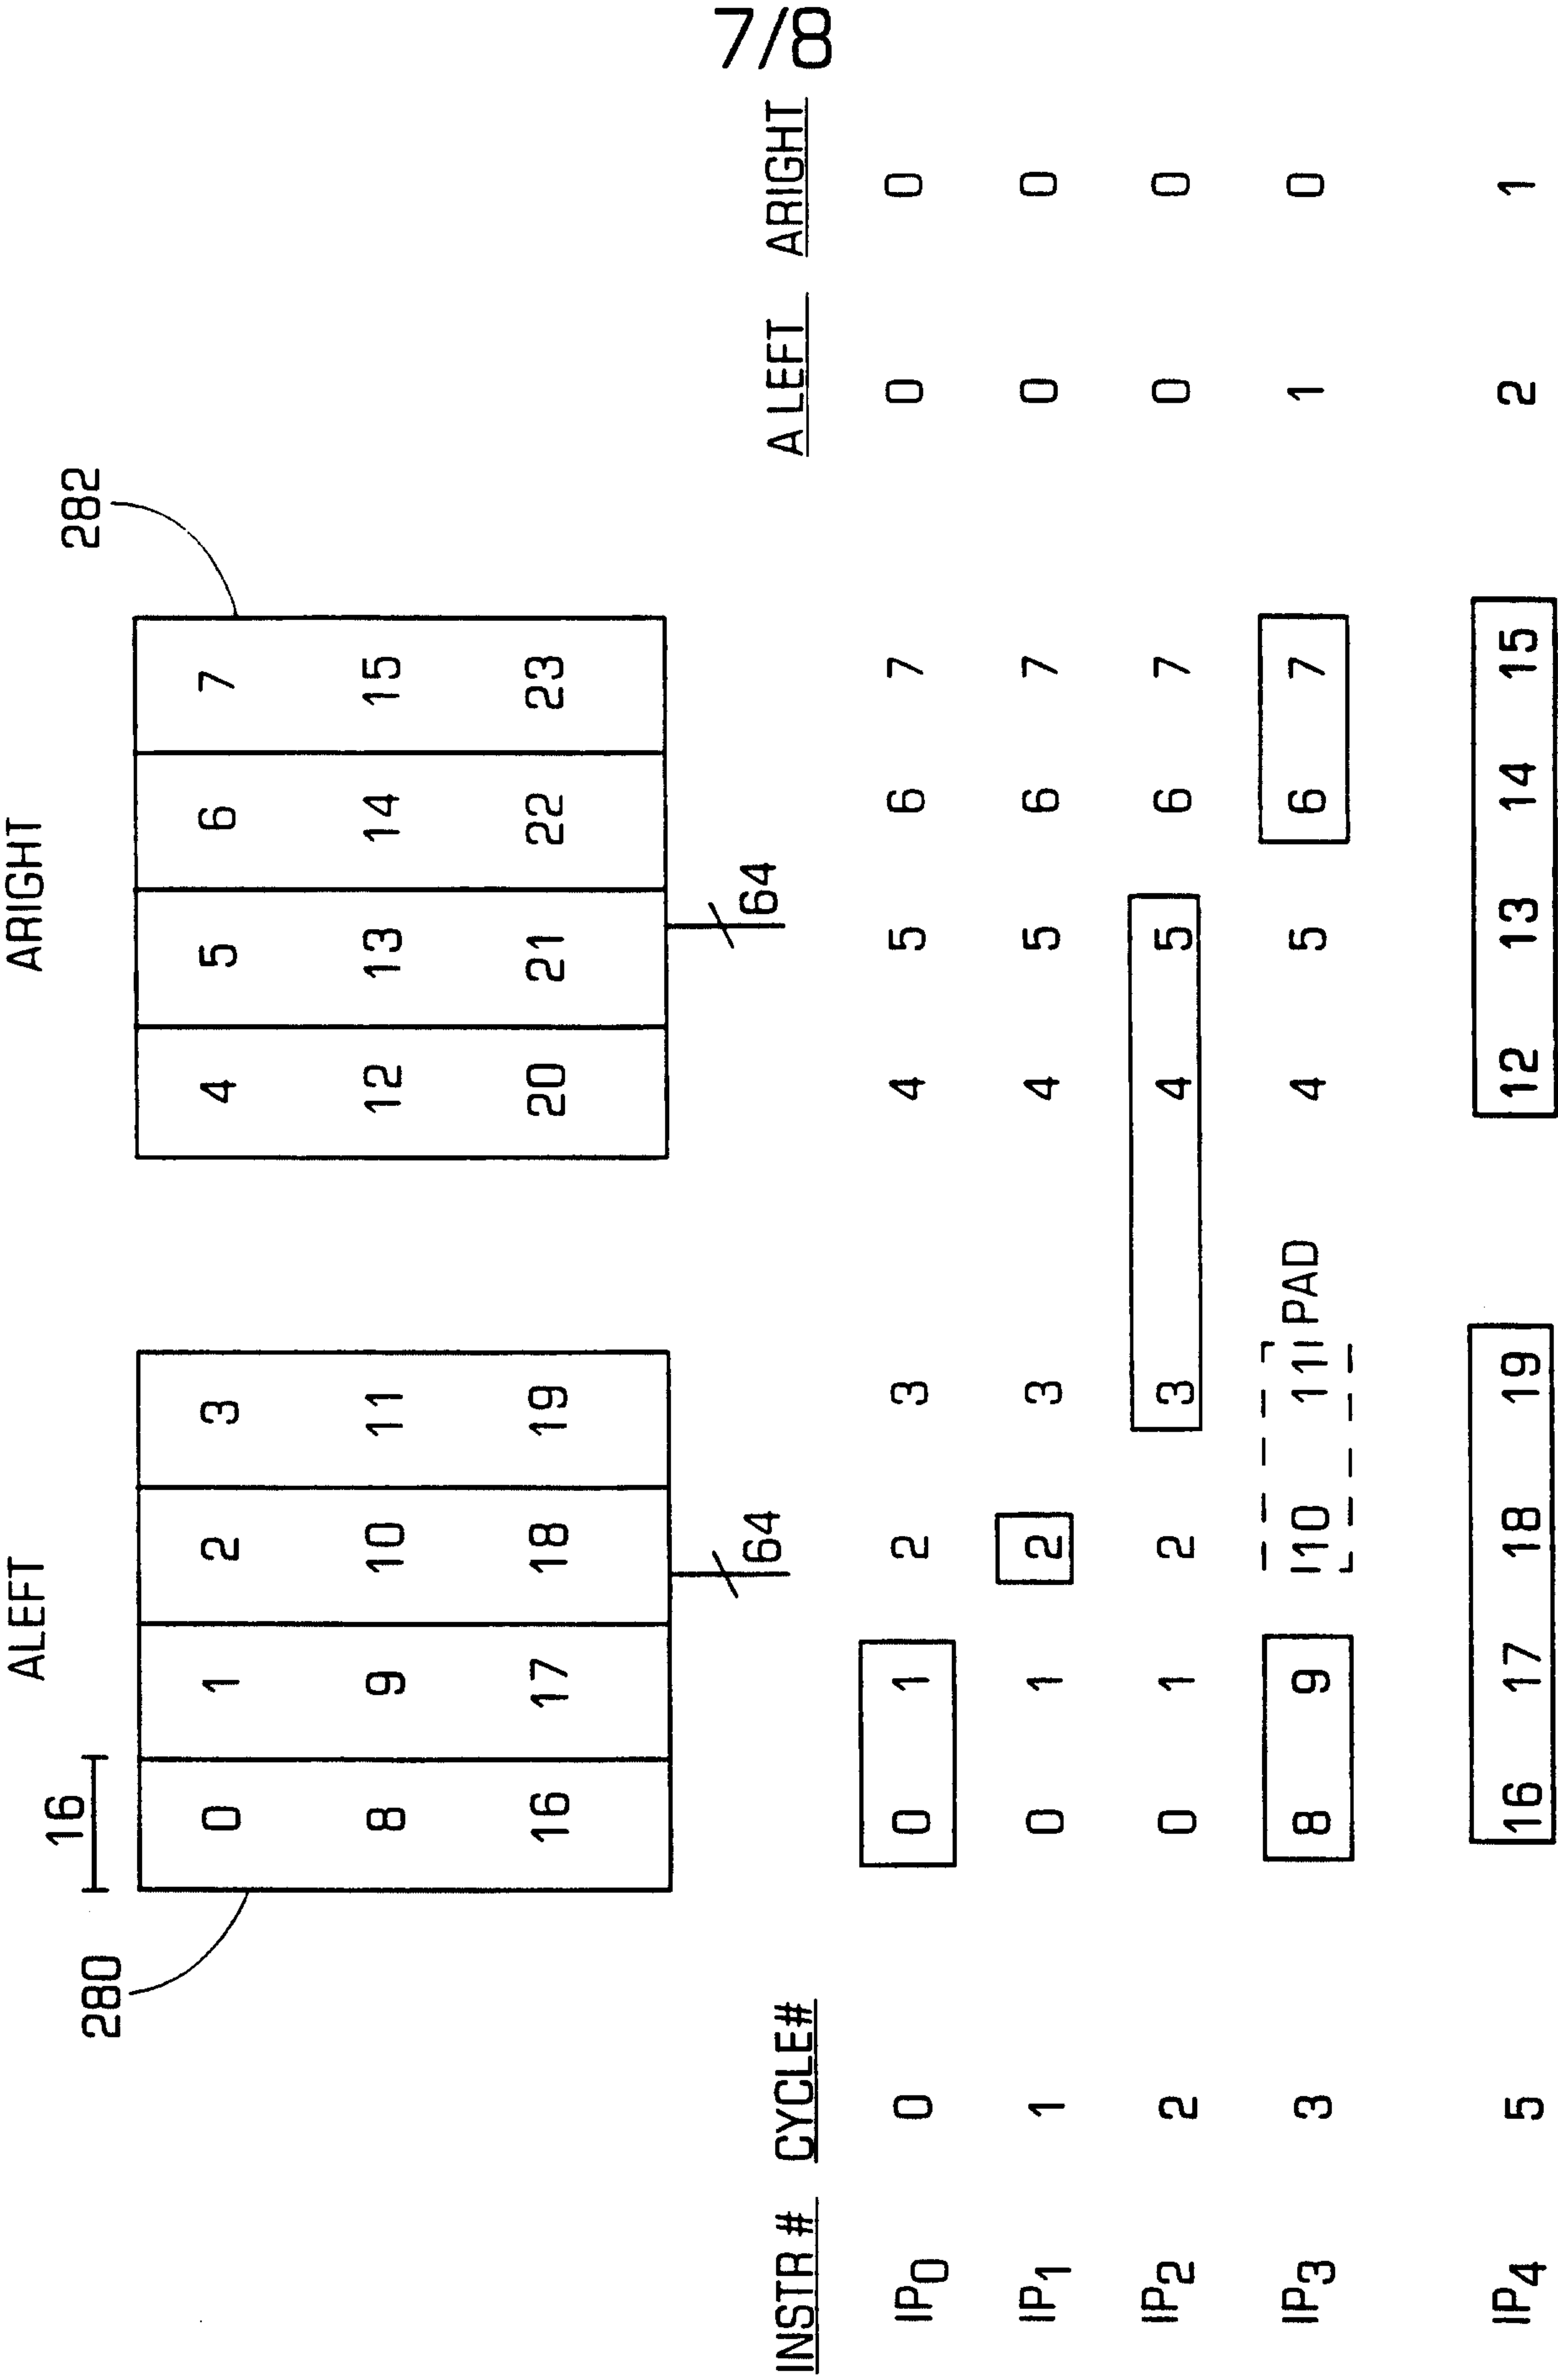 7/8
ALEFT ARIGHT
16
280 282
0 1 2 3 4 5 6 7
8 9 10 11 12 13 14 15
16 17 18 19 20 21 22 23
64 64
INSTR # CYCLE# ALEFT ARIGHT
IP0 0 0 1 2 3 4 5 6 7 0 0
IP1 1 0 1 2 3 4 5 6 7 0 0
IP2 2 0 1 2 3 4 5 6 7 0 0
IP3 3 8 9 10 11 PAD 4 5 6 7 1 0
IP4 5 16 17 18 19 12 13 14 15 2 1